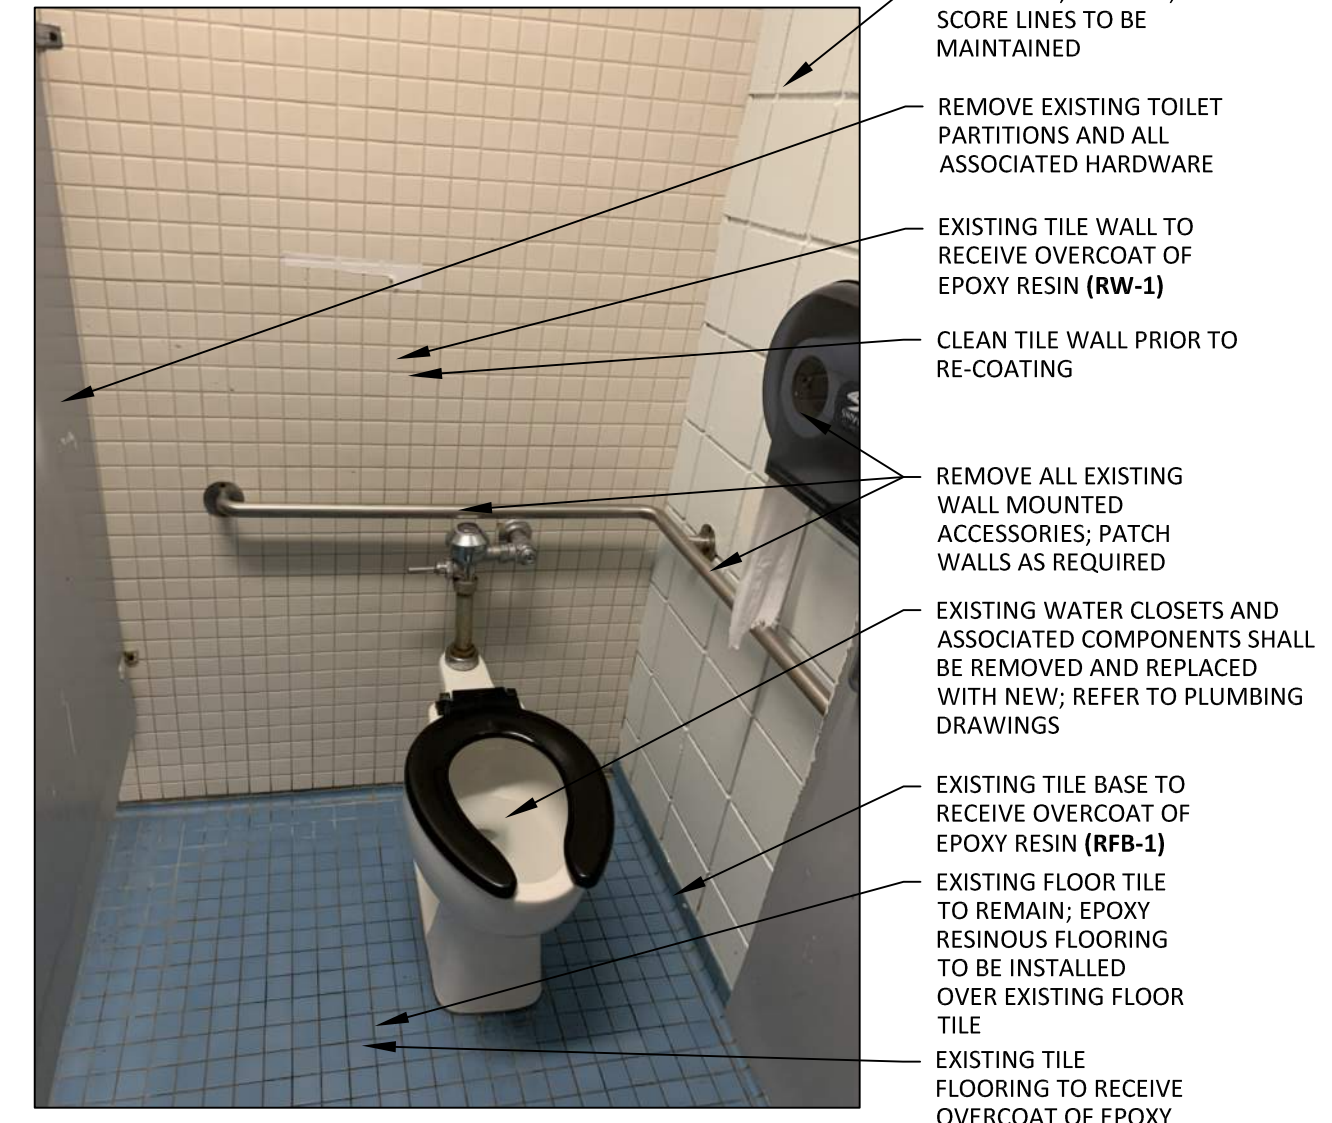 SCORE LINES TO BE
MAINTAINED
REMOVE EXISTING TOILET
PARTITIONS AND ALL
ASSOCIATED HARDWARE
EXISTING TILE WALL TO
RECEIVE OVERCOAT OF
EPOXY RESIN (RW-1)
CLEAN TILE WALL PRIOR TO
RE-COATING
REMOVE ALL EXISTING
WALL MOUNTED
ACCESSORIES; PATCH
WALLS AS REQUIRED
EXISTING WATER CLOSETS AND
ASSOCIATED COMPONENTS SHALL
BE REMOVED AND REPLACED
WITH NEW; REFER TO PLUMBING
DRAWINGS
EXISTING TILE BASE TO
RECEIVE OVERCOAT OF
EPOXY RESIN (RFB-1)
EXISTING FLOOR TILE
TO REMAIN; EPOXY
RESINOUS FLOORING
TO BE INSTALLED
OVER EXISTING FLOOR
TILE
EXISTING TILE
FLOORING TO RECEIVE
OVERCOAT OF EPOXY